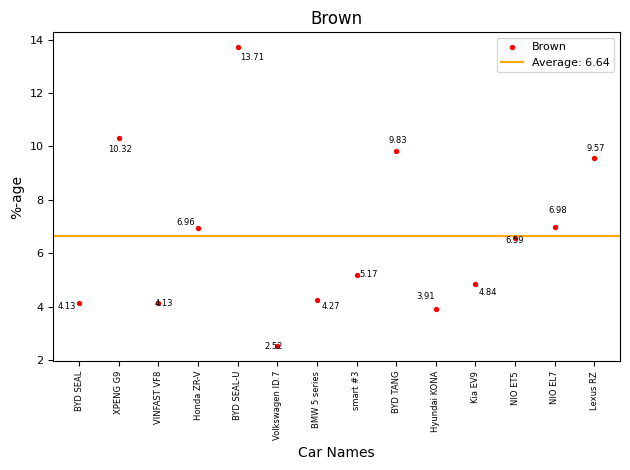 Brown
14
12
10
8
6
4
2
%-age
Brown
Average: 6.64
4.13
10.32
4.13
6.96
13.71
2.52
4.27
5.17
9.83
3.91
4.84
6.59
6.98
9.57
BYD SEAL
XPENG G9
VINFAST VF8
Honda ZR-V
BYD SEAL-U
Volkswagen ID.7
BMW 5 series
smart #3
BYD TANG
Hyundai KONA
Kia EV9
NIO ET5
NIO EL7
Lexus RZ
Car Names